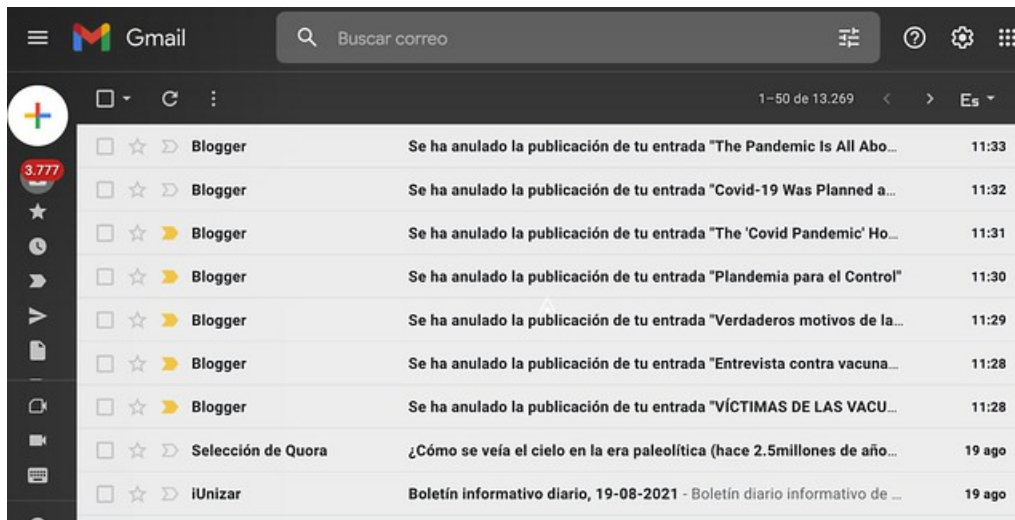 Gmail
Buscar correo
1–50 de 13.269
Es
3.777
Blogger Se ha anulado la publicación de tu entrada "The Pandemic Is All Abo... 11:33
Blogger Se ha anulado la publicación de tu entrada "Covid-19 Was Planned a... 11:32
Blogger Se ha anulado la publicación de tu entrada "The 'Covid Pandemic' Ho... 11:31
Blogger Se ha anulado la publicación de tu entrada "Plandemia para el Control" 11:30
Blogger Se ha anulado la publicación de tu entrada "Verdaderos motivos de la... 11:29
Blogger Se ha anulado la publicación de tu entrada "Entrevista contra vacuna... 11:28
Blogger Se ha anulado la publicación de tu entrada "VÍCTIMAS DE LAS VACU... 11:28
Selección de Quora ¿Cómo se veía el cielo en la era paleolítica (hace 2.5millones de año... 19 ago
iUnizar Boletín informativo diario, 19-08-2021 - Boletín diario informativo de ... 19 ago